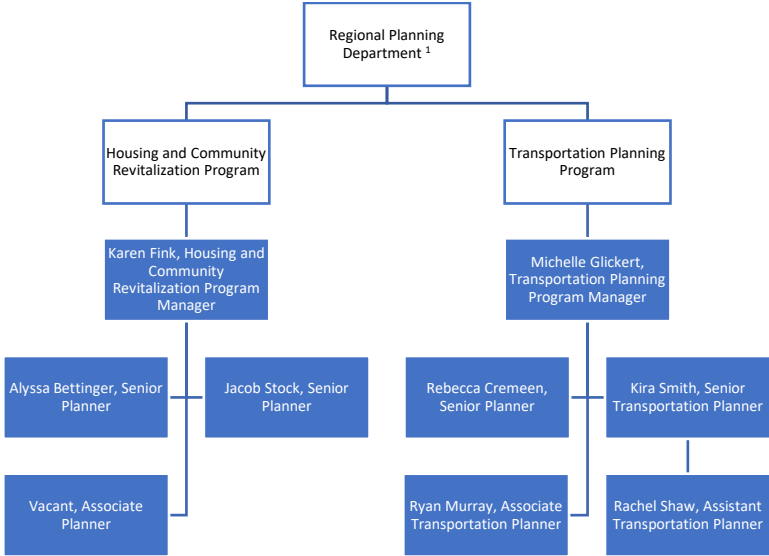 Regional Planning
Department ¹
Housing and Community
Revitalization Program
Transportation Planning
Program
Karen Fink, Housing and
Community
Revitalization Program
Manager
Michelle Glickert,
Transportation Planning
Program Manager
Alyssa Bettinger, Senior
Planner
Jacob Stock, Senior
Planner
Rebecca Cremeen,
Senior Planner
Kira Smith, Senior
Transportation Planner
Vacant, Associate
Planner
Ryan Murray, Associate
Transportation Planner
Rachel Shaw, Assistant
Transportation Planner